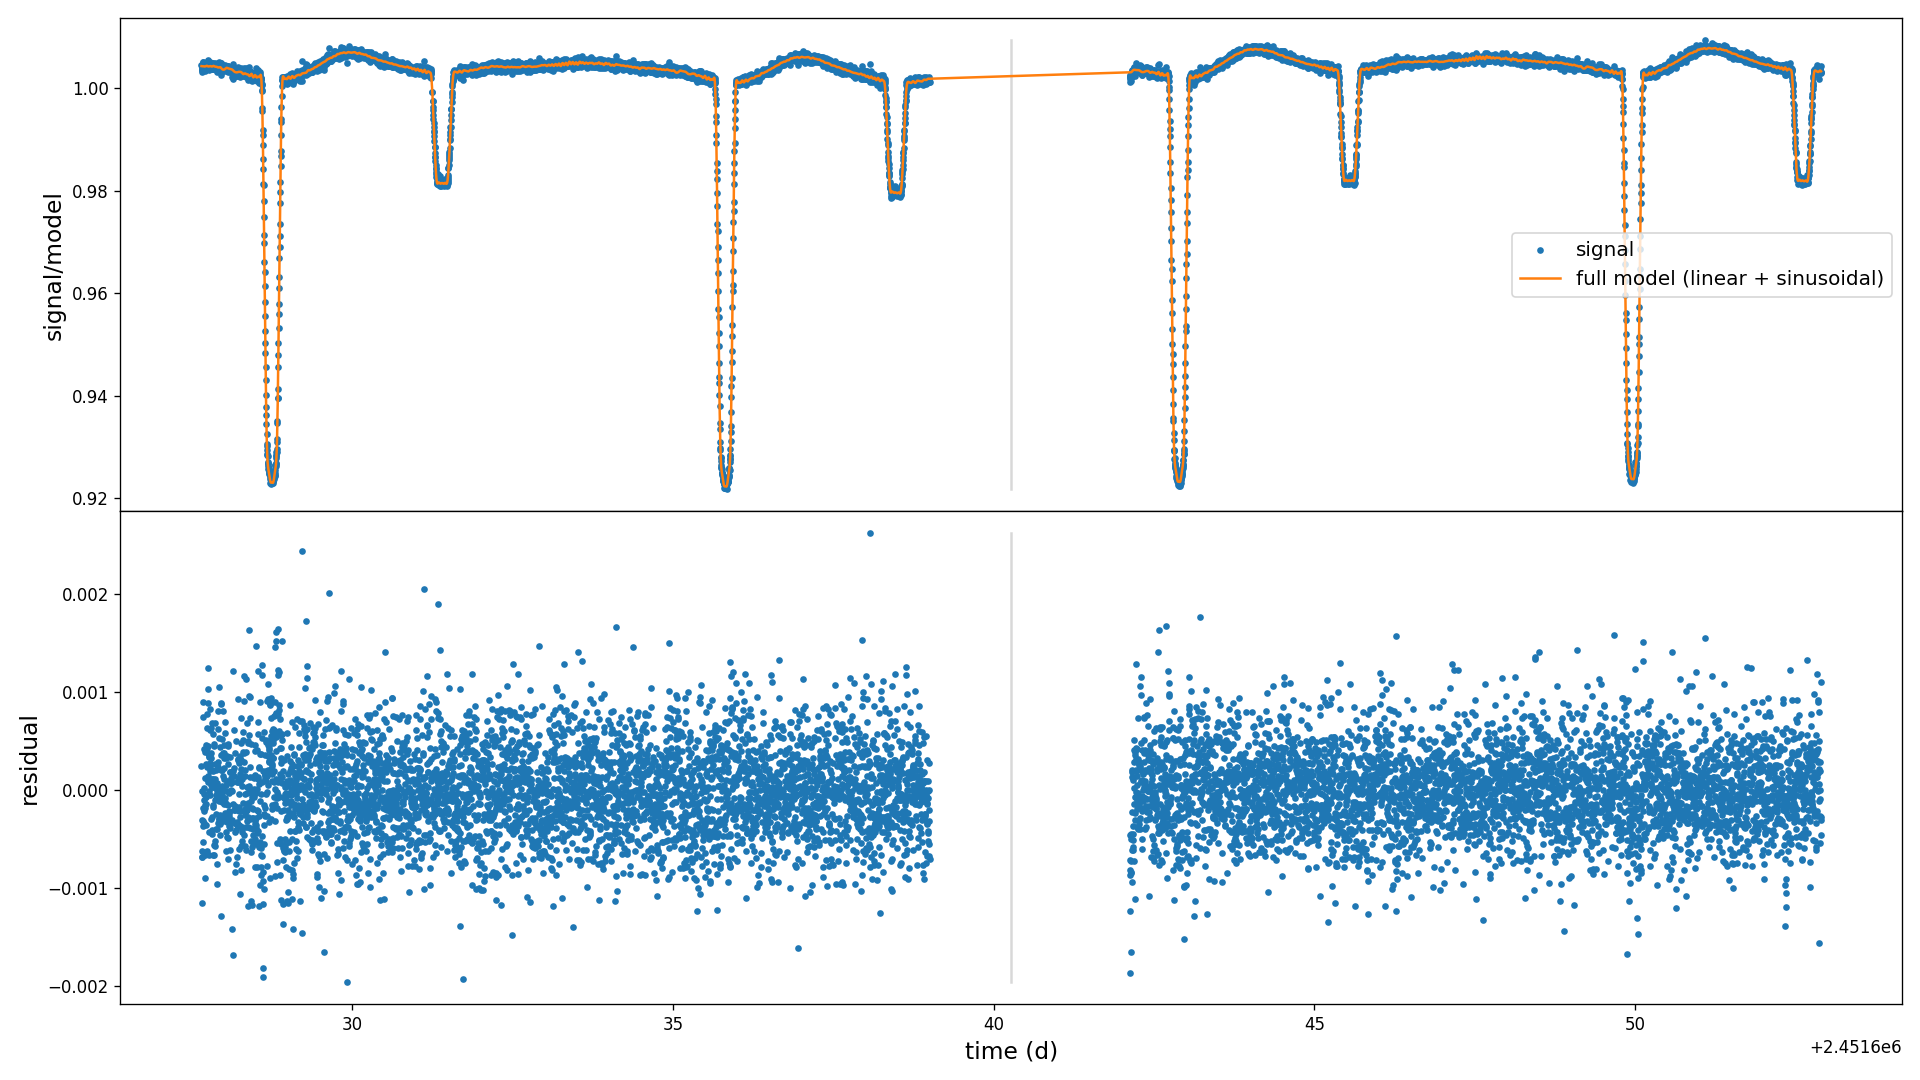 1.00
0.98
0.96
0.94
0.92
signal/model
signal
full model (linear + sinusoidal)
0.002
0.001
0.000
−0.001
−0.002
residual
30
35
40
45
50
time (d)
+2.4516e6